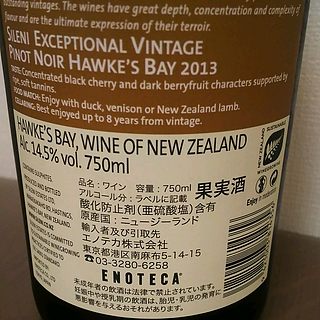 outstanding vintages. The wines have great depth, concentration and complexity of
flavour and are the ultimate expression of their terroir.
SILENI EXCEPTIONAL VINTAGE
PINOT NOIR HAWKE'S BAY 2013
NOTE: Concentrated black cherry and dark berryfruit characters supported by
age, soft tannins.
FOOD MATCH: Enjoy with duck, venison or New Zealand lamb.
CELLARING: Best enjoyed up to 8 years from vintage.
HAWKE'S BAY, WINE OF NEW ZEALAND
Alc 14.5% vol. 750ml
CONTAINS SULPHITES.
品名:ワイン 容量:750ml
アルコール分:ラベルに記載
果実酒
酸化防止剤(亜硫酸塩)含有
原産国:ニュージーランド
輸入者及び引取先
エノテカ株式会社
東京都港区南麻布5-14-15
☎03-3280-6258
ENOTECA
未成年者の飲酒は法律で禁止されています。
妊娠中や授乳期の飲酒は、胎児・乳児の発育に
悪影響を与えるおそれがあります。
SUSTAINABLE
NEW ZEALAND
WINEGROWING
Enjoy in